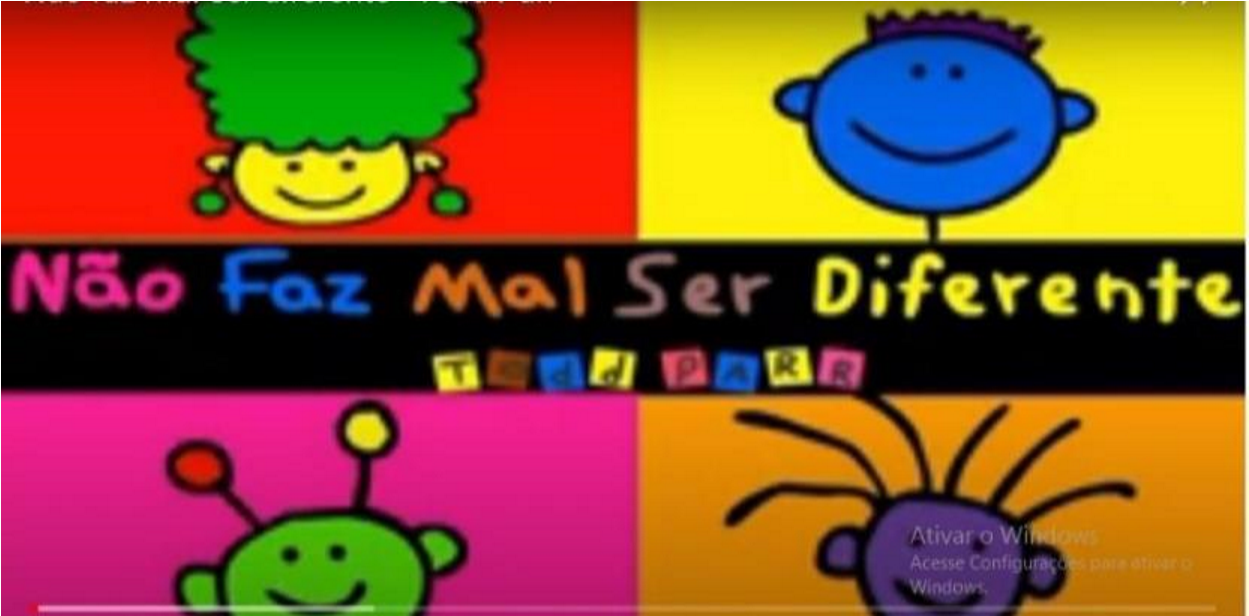 Não Faz Mal Ser Diferente
Todd PARR
Ativar o Windows
Acesse Configurações para ativar o
Windows.